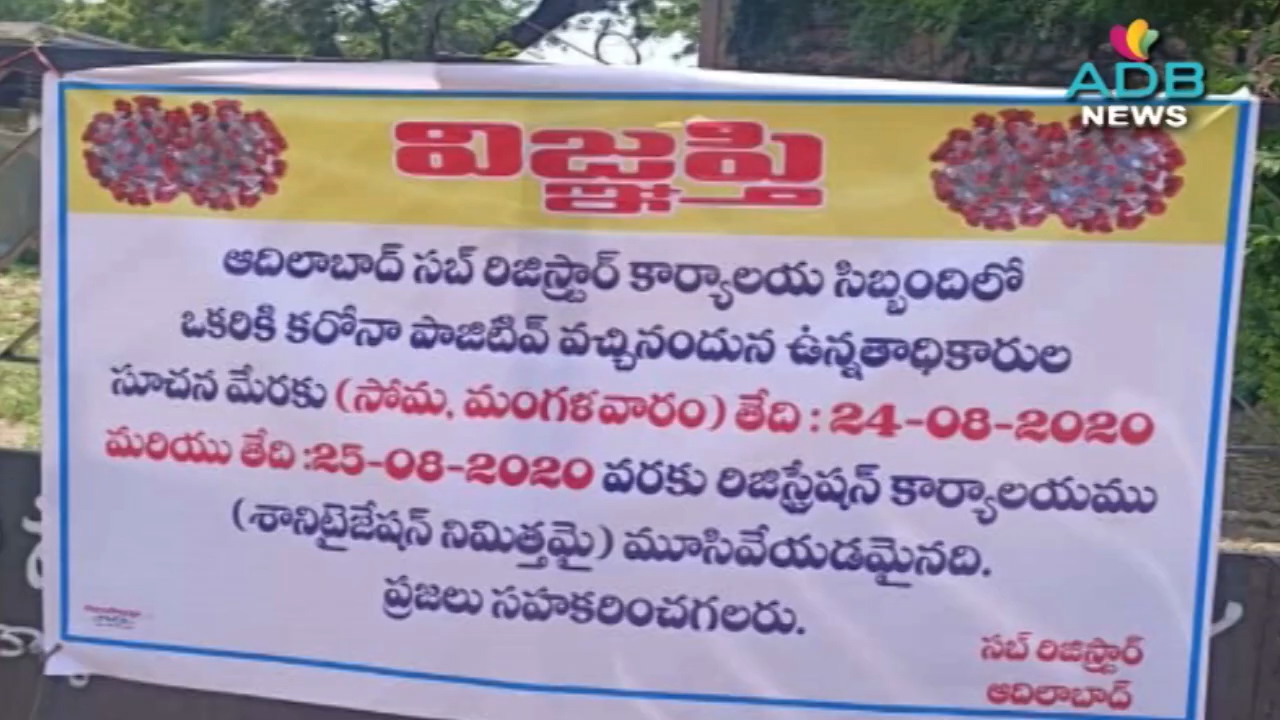 ADB
NEWS
విజ్ఞప్తి
ఆదిలాబాద్ సబ్ రిజిస్ట్రార్ కార్యాలయ సిబ్బందిలో
ఒకరికి కరోనా పాజిటివ్ వచ్చినందున ఉన్నతాధికారుల
సూచన మేరకు (సోమ, మంగళవారం) తేది : 24-08-2020
మరియు తేది :25-08-2020 వరకు రిజిస్ట్రేషన్ కార్యాలయము
(శానిటైజేషన్ నిమిత్తమై) మూసివేయడమైనది.
ప్రజలు సహకరించగలరు.
సబ్ రిజిస్ట్రార్
ఆదిలాబాద్